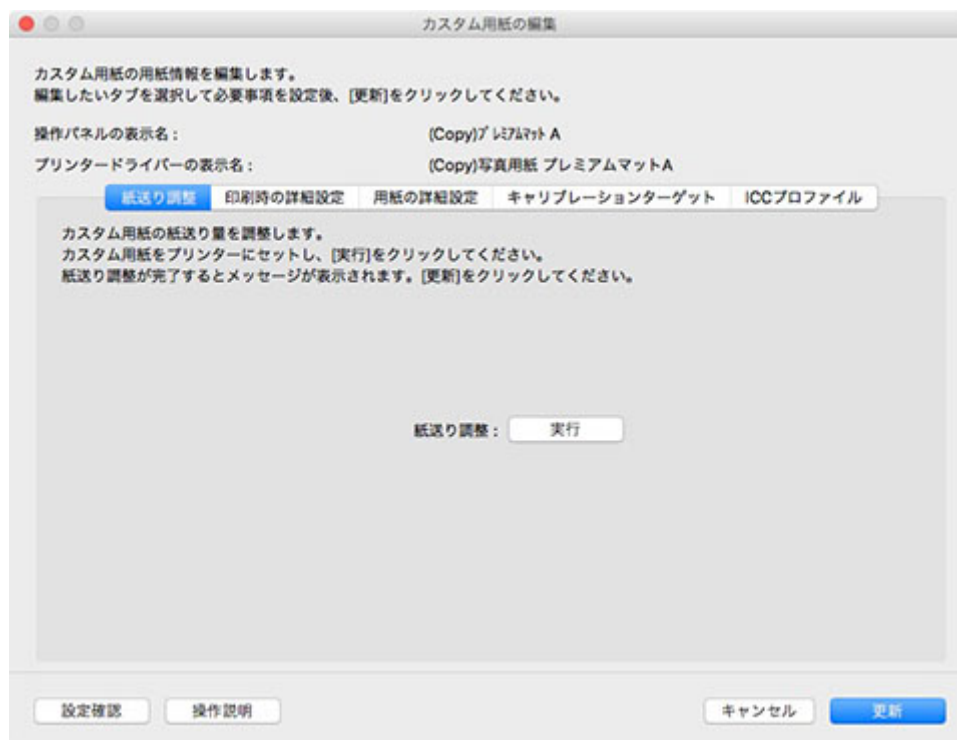 カスタム用紙の編集
カスタム用紙の用紙情報を編集します。
編集したいタブを選択して必要事項を設定後、[更新]をクリックしてください。
操作パネルの表示名： (Copy)ﾌﾟﾚﾐｱﾑﾏｯﾄ A
プリンタードライバーの表示名： (Copy)写真用紙 プレミアムマットA
紙送り調整 印刷時の詳細設定 用紙の詳細設定 キャリブレーションターゲット ICCプロファイル
カスタム用紙の紙送り量を調整します。
カスタム用紙をプリンターにセットし、[実行]をクリックしてください。
紙送り調整が完了するとメッセージが表示されます。[更新]をクリックしてください。
紙送り調整： 実行
設定確認 操作説明 キャンセル 更新